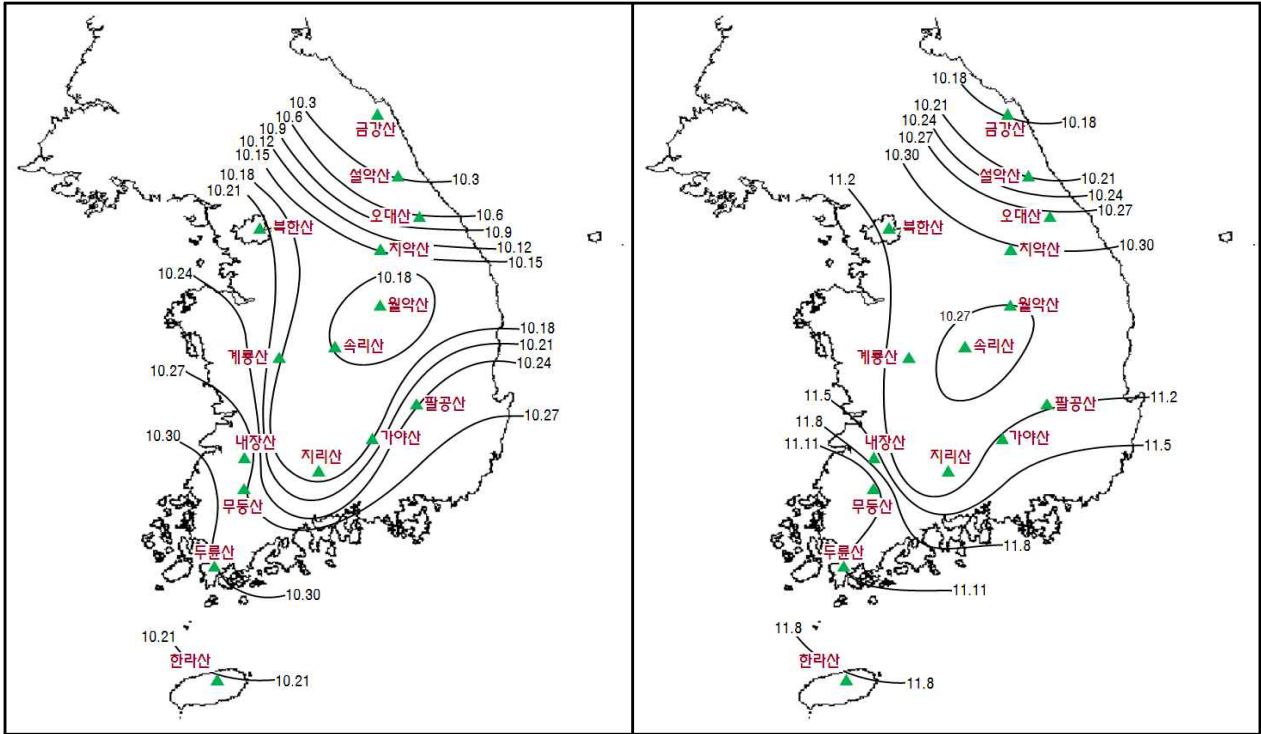 10.3
10.6
10.9
10.12
10.15
10.18
10.21
금강산
설악산
10.3
오대산
10.6
10.9
북한산
치악산
10.12
10.15
10.24
10.18
월악산
속리산
10.18
10.21
10.24
계룡산
10.27
팔공산
10.27
10.30
내장산
가야산
지리산
무등산
두륜산
10.30
10.21
한라산
10.21
10.18
금강산
10.18
10.21
10.24
10.27
10.30
설악산
10.21
10.24
오대산
10.27
11.2
북한산
치악산
10.30
월악산
10.27
속리산
계룡산
11.5
팔공산
11.2
11.8
11.11
내장산
가야산
11.5
지리산
무등산
11.8
두륜산
11.11
11.8
한라산
11.8